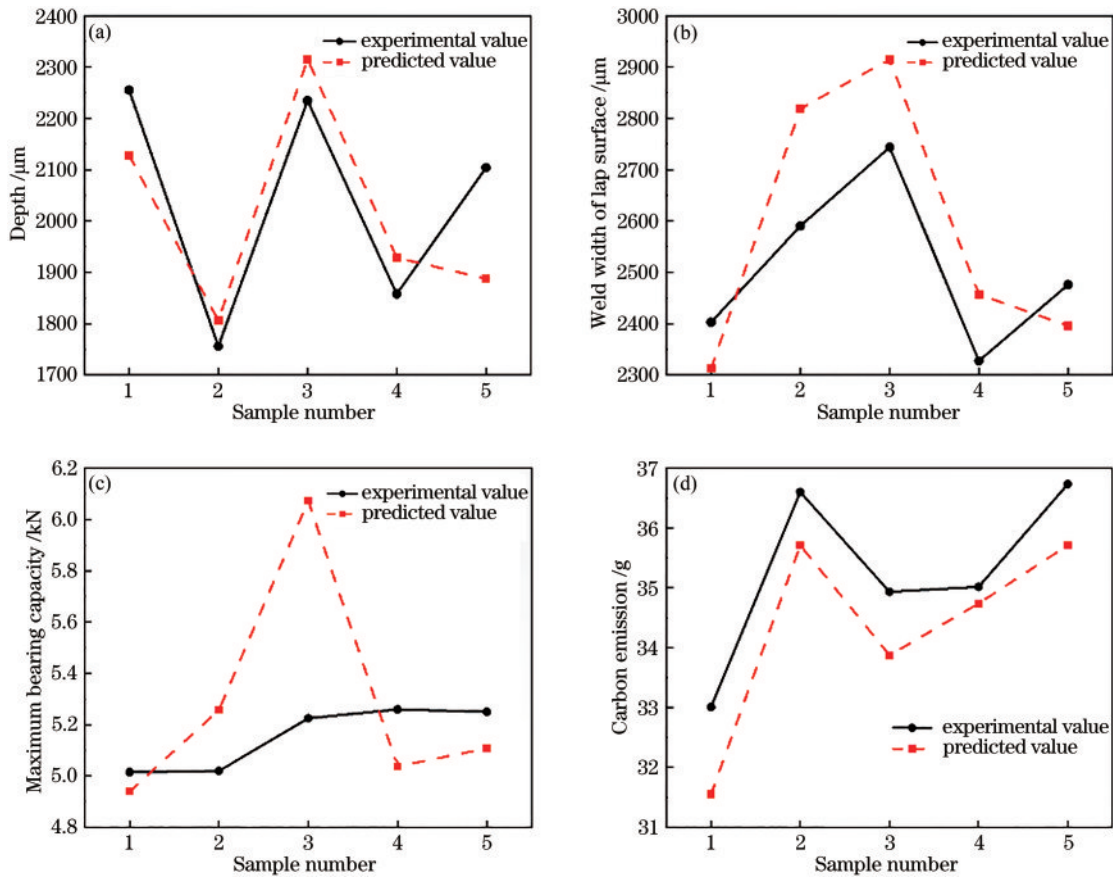 (a)
experimental value
predicted value
2400
2300
2200
2100
2000
1900
1800
1700
Depth /μm
1 2 3 4 5
Sample number
(b)
experimental value
predicted value
3000
2900
2800
2700
2600
2500
2400
2300
Weld width of lap surface /μm
1 2 3 4 5
Sample number
(c)
experimental value
predicted value
6.2
6.0
5.8
5.6
5.4
5.2
5.0
4.8
Maximum bearing capacity /kN
1 2 3 4 5
Sample number
(d)
37
36
35
34
33
32
31
Carbon emission /g
experimental value
predicted value
1 2 3 4 5
Sample number